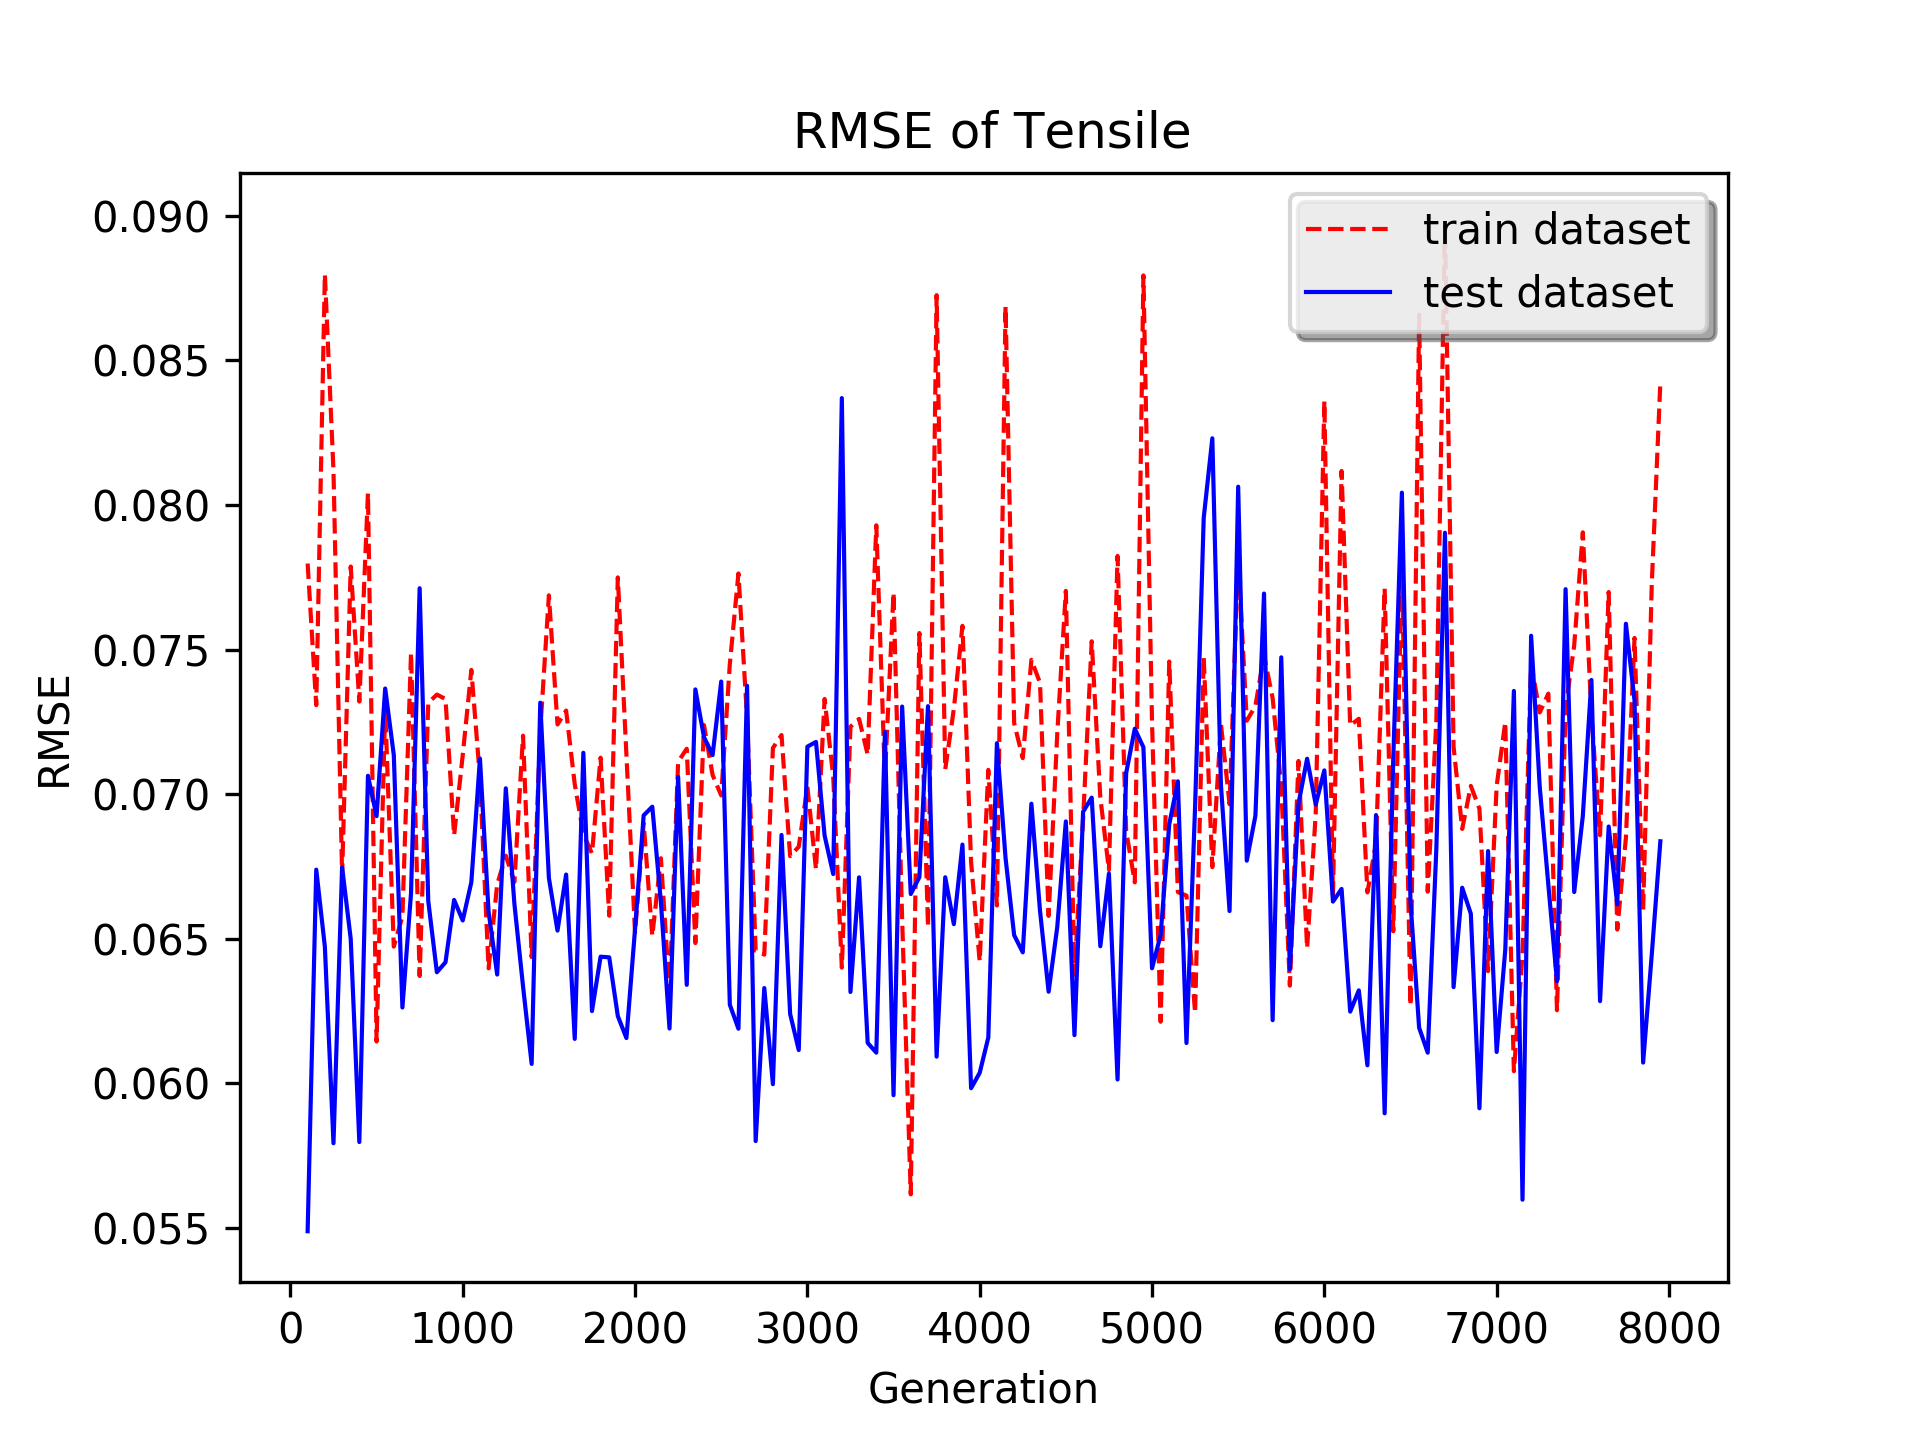 RMSE of Tensile
train dataset
test dataset
0.090
0.085
0.080
0.075
0.070
0.065
0.060
0.055
RMSE
0 1000 2000 3000 4000 5000 6000 7000 8000
Generation